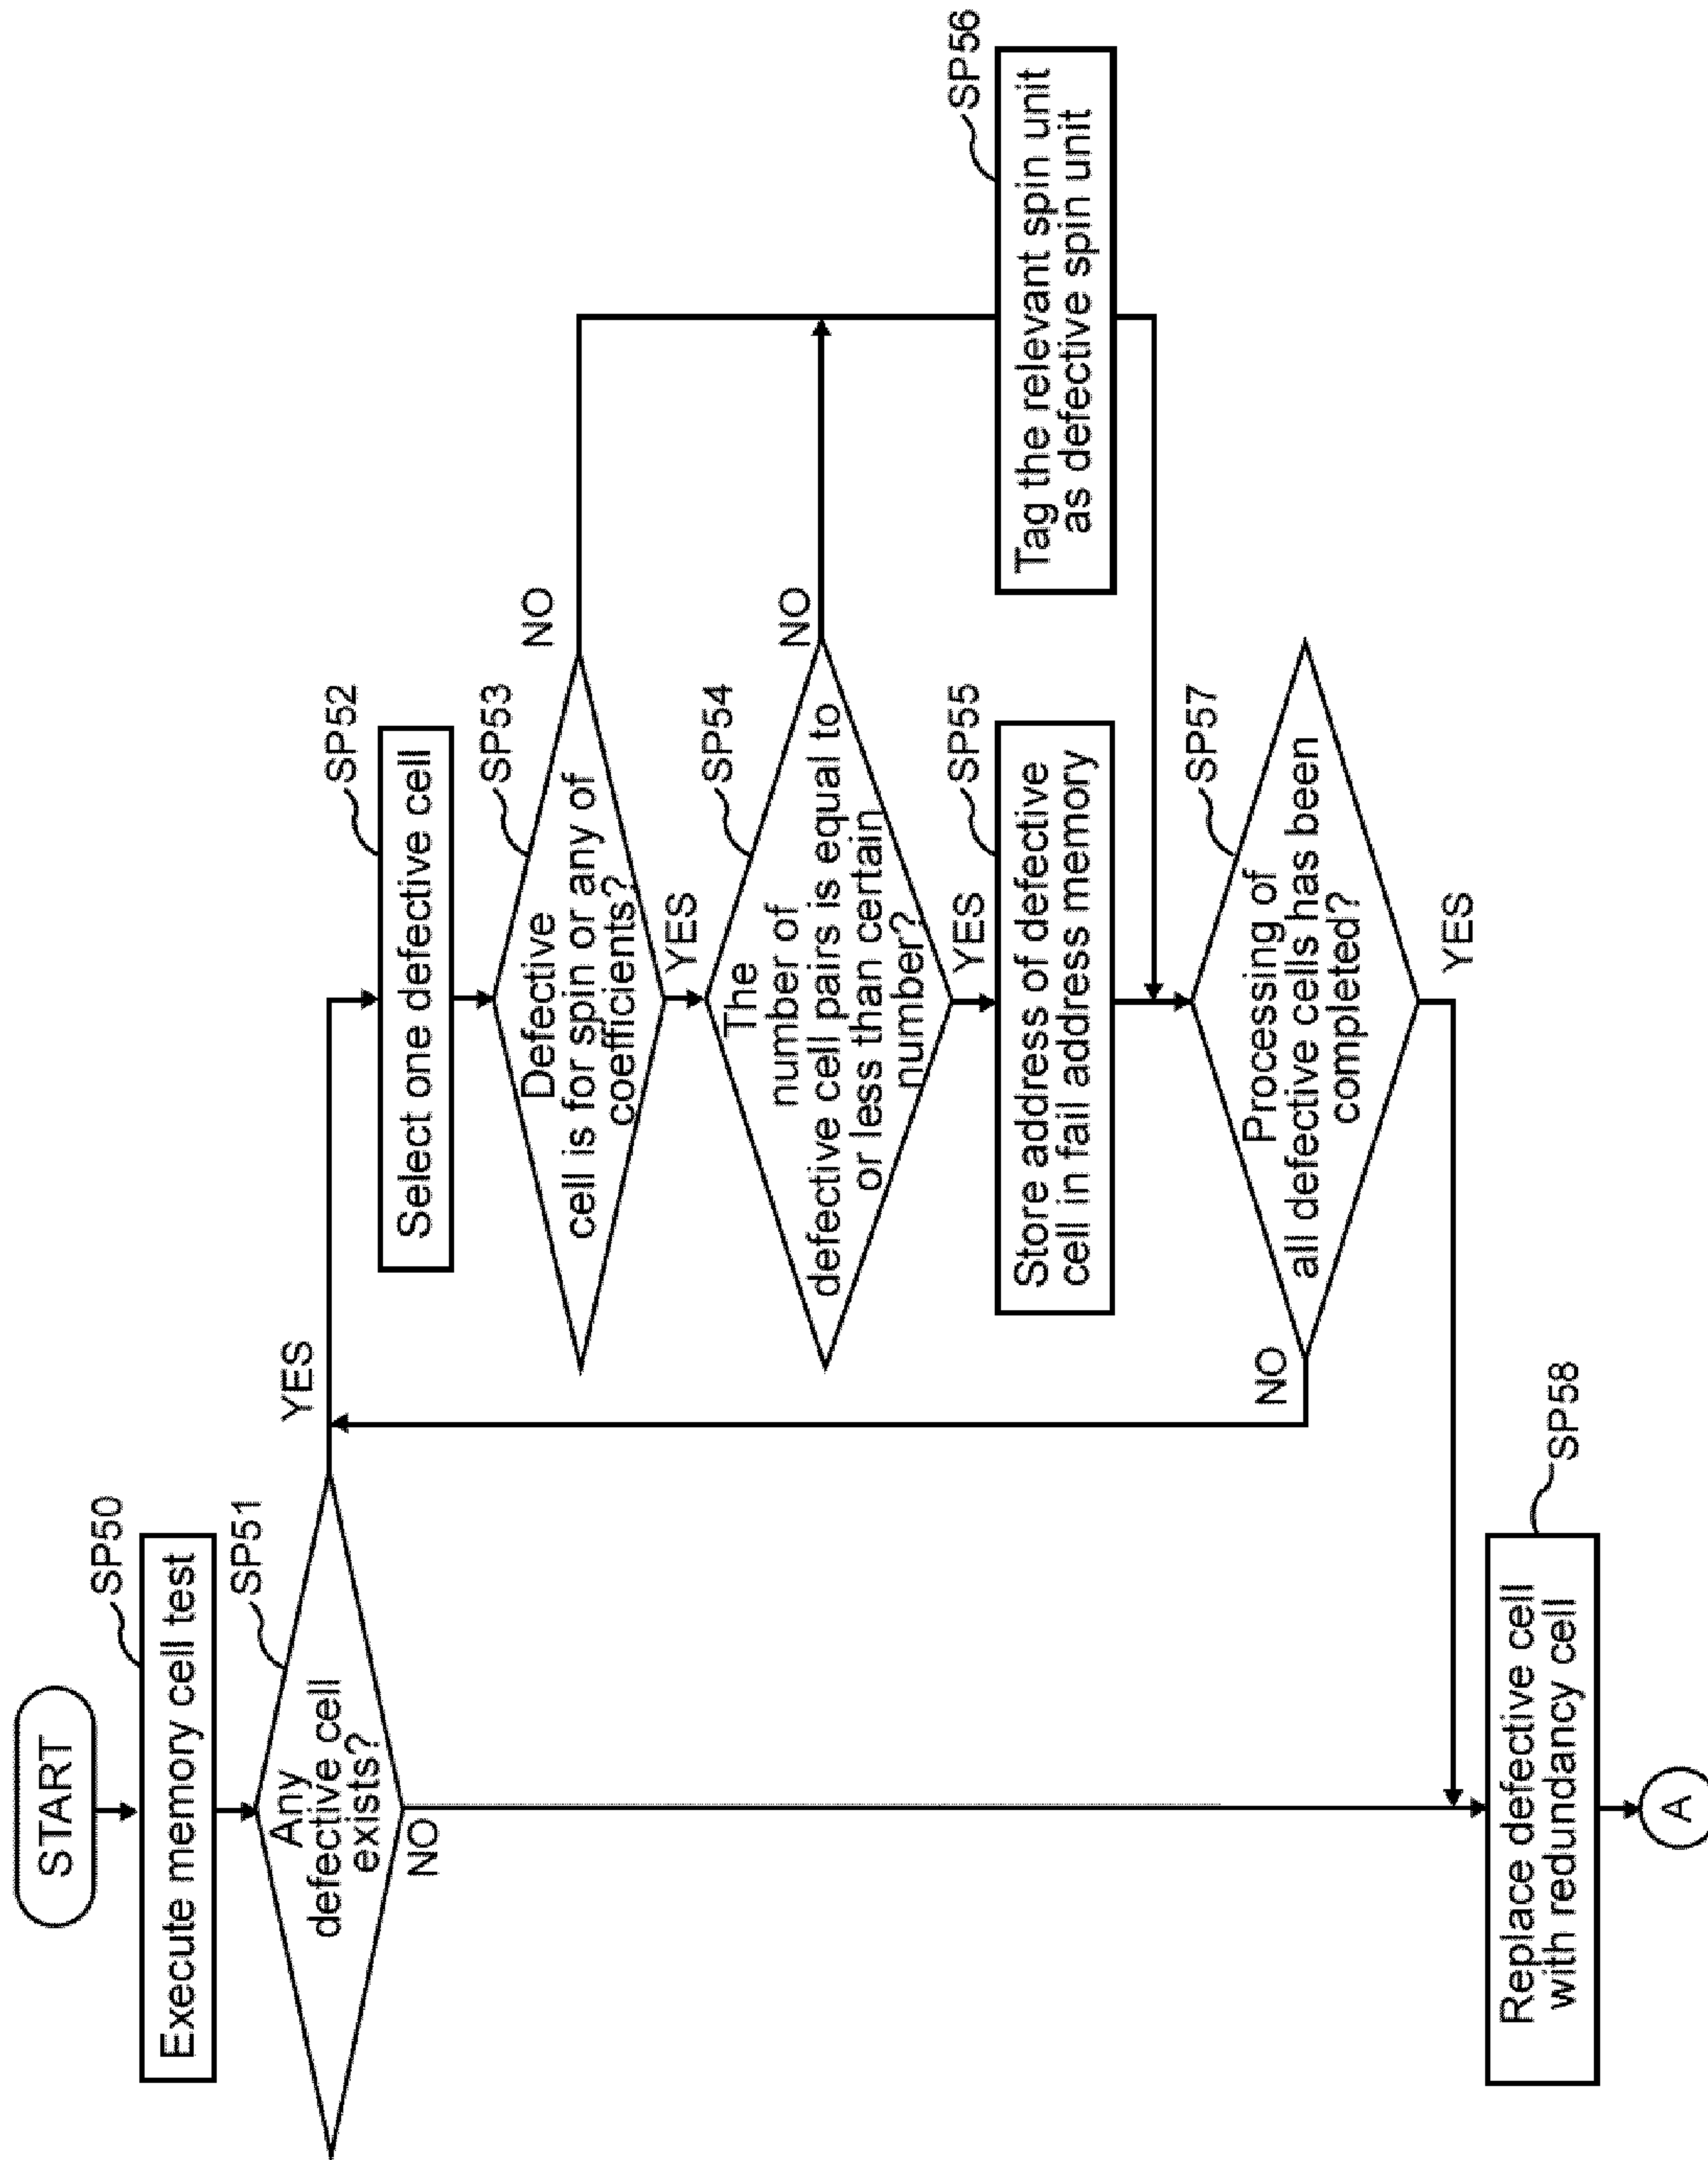 START
SP50
Execute memory cell test
SP51
Any
defective cell
exists?
YES
NO
SP52
Select one defective cell
SP53
Defective
cell is for spin or any of
coefficients?
NO
YES
SP54
The
number of
defective cell pairs is equal to
or less than certain
number?
NO
YES
SP55
Store address of defective
cell in fail address memory
SP56
Tag the relevant spin unit
as defective spin unit
SP57
Processing of
all defective cells has been
completed?
NO
YES
SP58
Replace defective cell
with redundancy cell
A